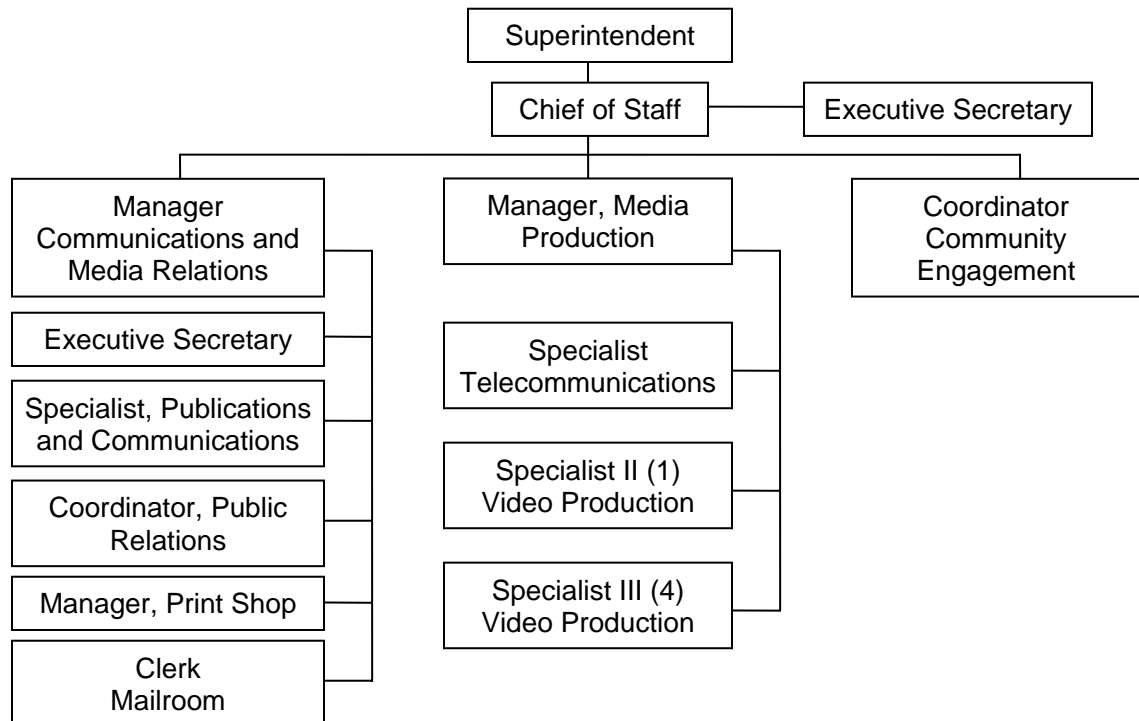 Superintendent
Chief of Staff
Executive Secretary
Manager
Communications and
Media Relations
Executive Secretary
Specialist, Publications
and Communications
Coordinator, Public
Relations
Manager, Print Shop
Clerk
Mailroom
Manager, Media
Production
Specialist
Telecommunications
Specialist II (1)
Video Production
Specialist III (4)
Video Production
Coordinator
Community
Engagement